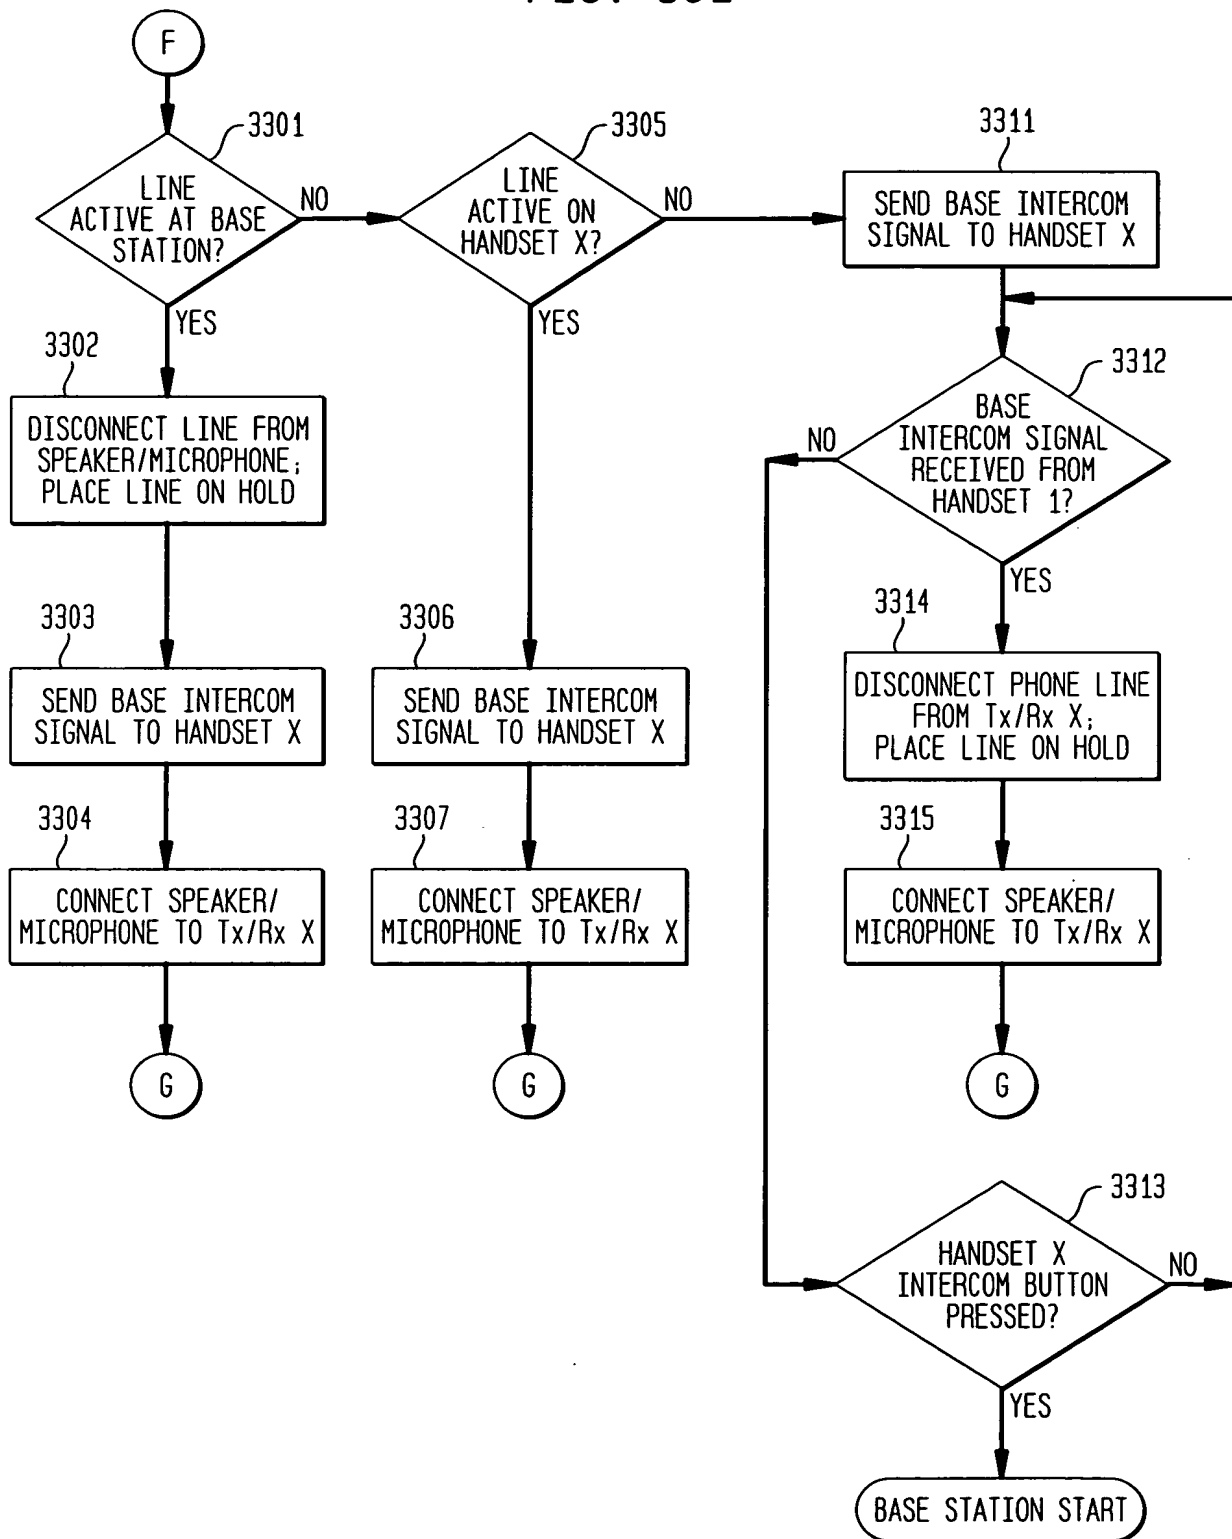 F
3301
LINE
ACTIVE AT BASE
STATION?
NO
YES
3302
DISCONNECT LINE FROM
SPEAKER/MICROPHONE;
PLACE LINE ON HOLD
3303
SEND BASE INTERCOM
SIGNAL TO HANDSET X
3304
CONNECT SPEAKER/
MICROPHONE TO Tx/Rx X
G
3305
LINE
ACTIVE ON
HANDSET X?
NO
YES
3306
SEND BASE INTERCOM
SIGNAL TO HANDSET X
3307
CONNECT SPEAKER/
MICROPHONE TO Tx/Rx X
G
3311
SEND BASE INTERCOM
SIGNAL TO HANDSET X
3312
BASE
INTERCOM SIGNAL
RECEIVED FROM
HANDSET 1?
NO
YES
3314
DISCONNECT PHONE LINE
FROM Tx/Rx X;
PLACE LINE ON HOLD
3315
CONNECT SPEAKER/
MICROPHONE TO Tx/Rx X
G
3313
HANDSET X
INTERCOM BUTTON
PRESSED?
NO
YES
BASE STATION START